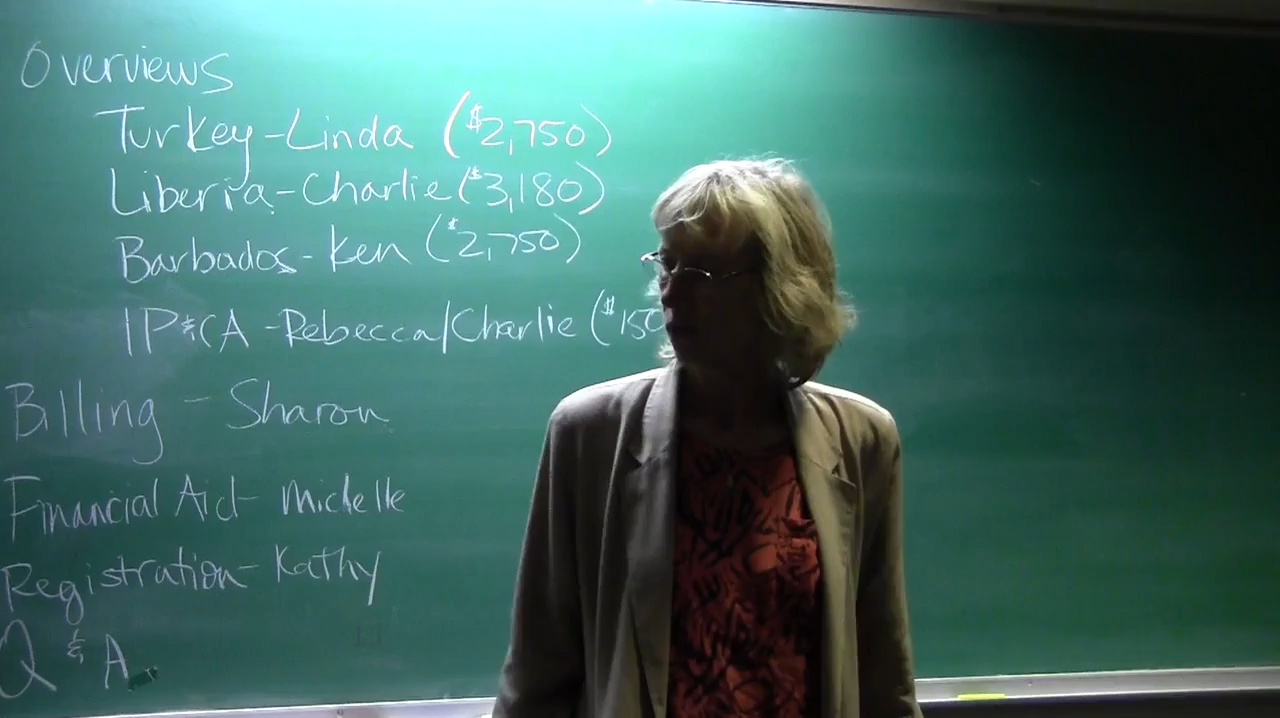 Overviews
Turkey-Linda ($2,750)
Liberia-Charlie ($3,180)
Barbados-Ken ($2,750)
IP&CA-Rebecca/Charlie ($150
Billing - Sharon
Financial Aid- Michelle
Registration- Kathy
Q & A